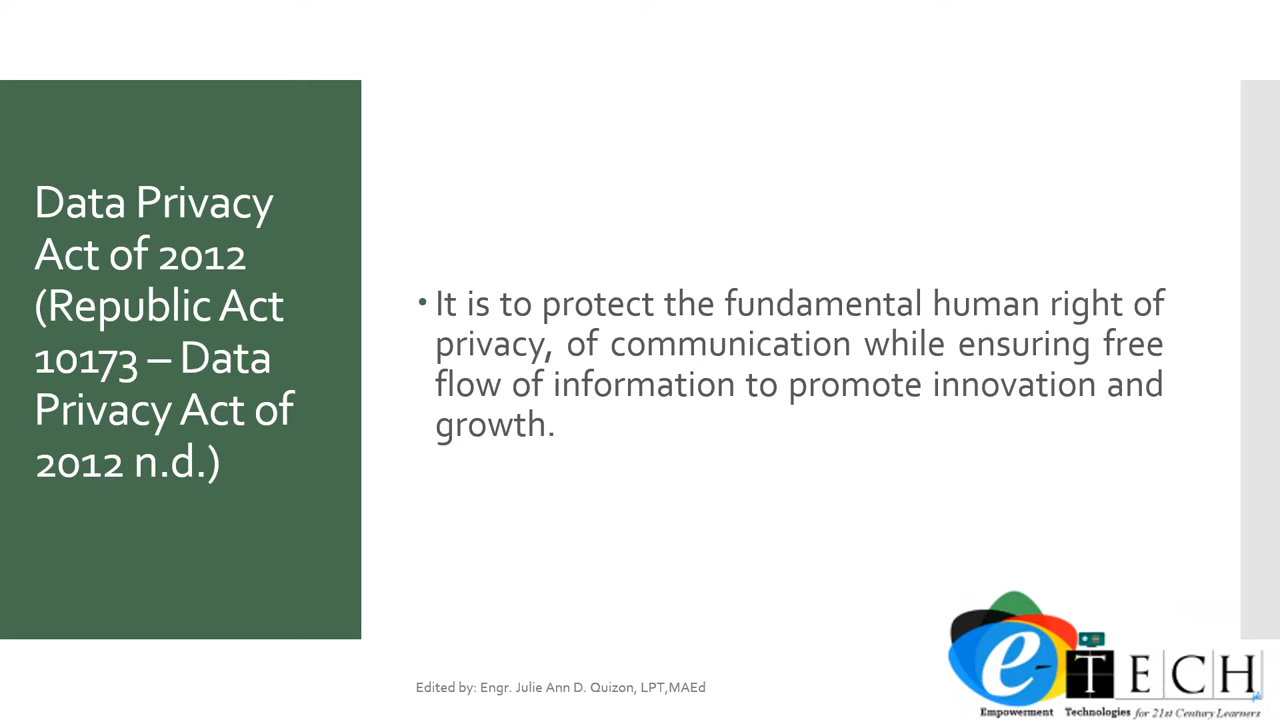 Data Privacy
Act of 2012
(Republic Act
10173 – Data
Privacy Act of
2012 n.d.)
• It is to protect the fundamental human right of
privacy, of communication while ensuring free
flow of information to promote innovation and
growth.
Edited by: Engr. Julie Ann D. Quizon, LPT,MAEd
e-TECH
Empowerment Technologies for 21st Century Learners